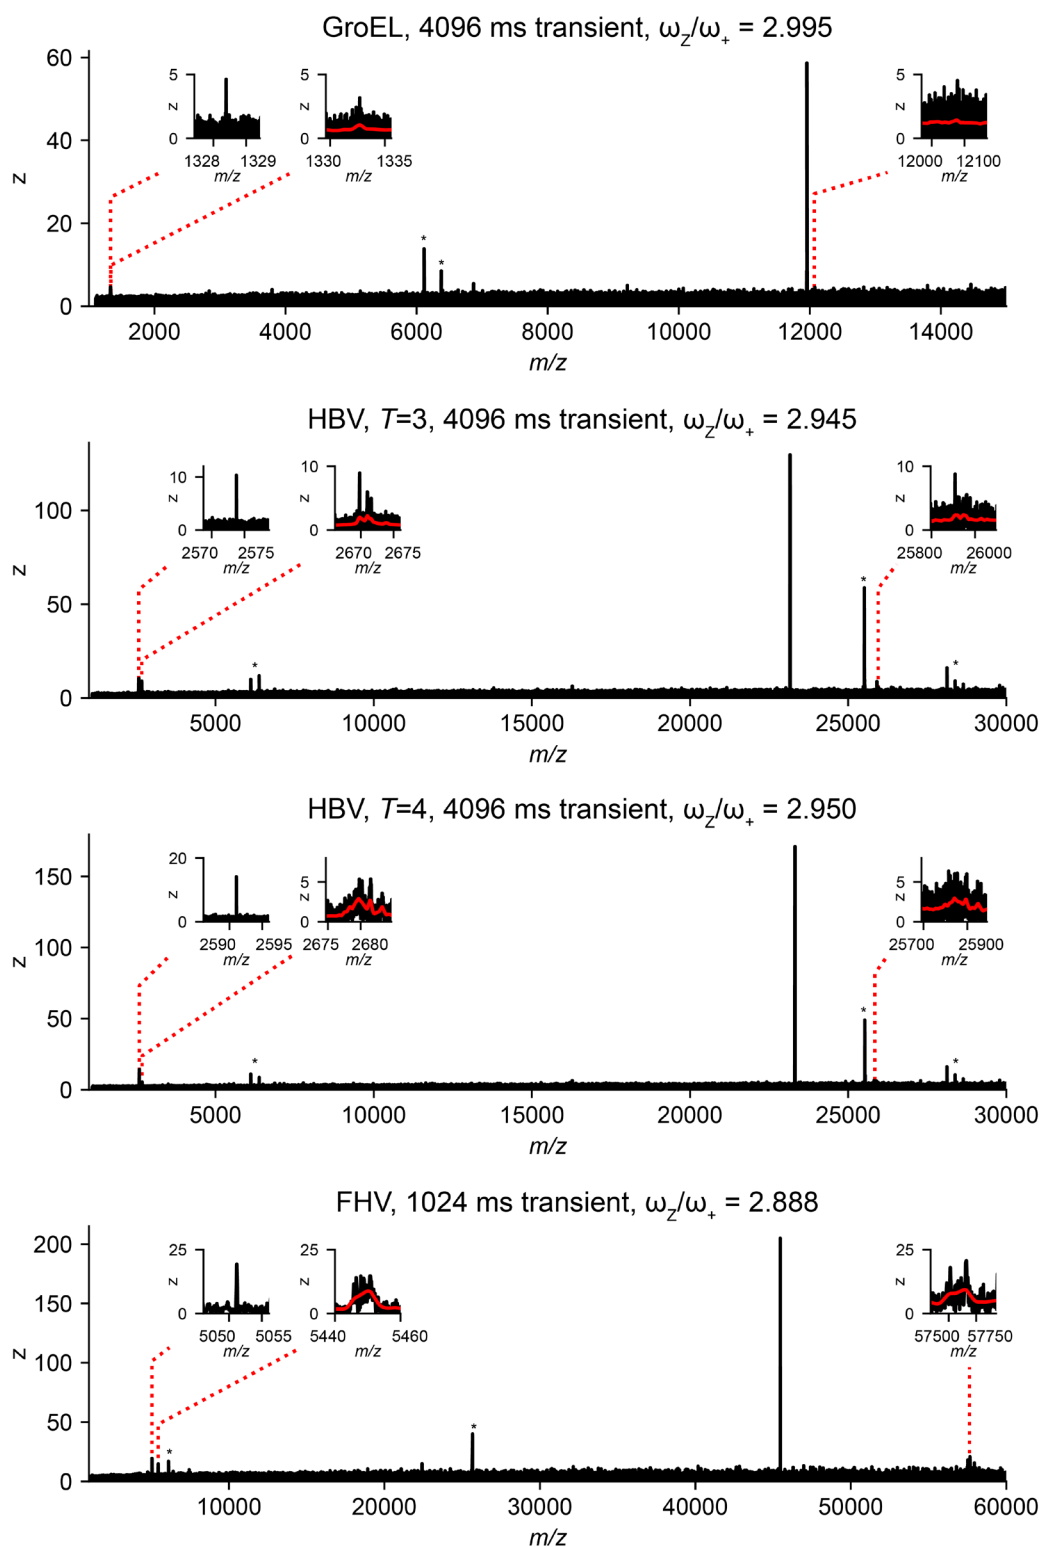 GroEL, 4096 ms transient, ωZ/ω+ = 2.995
60
40
20
0
z
5
0
z
1328 1329
m/z
5
0
z
1330 1335
m/z
5
0
z
12000 12100
m/z
* *
2000 4000 6000 8000 10000 12000 14000
m/z
HBV, T=3, 4096 ms transient, ωZ/ω+ = 2.945
100
50
0
z
10
0
z
2570 2575
m/z
10
0
z
2670 2675
m/z
10
0
z
25800 26000
m/z
* * *
5000 10000 15000 20000 25000 30000
m/z
HBV, T=4, 4096 ms transient, ωZ/ω+ = 2.950
150
100
50
0
z
20
0
z
2590 2595
m/z
5
0
z
2675 2680
m/z
5
0
z
25700 25900
m/z
* * *
5000 10000 15000 20000 25000 30000
m/z
FHV, 1024 ms transient, ωZ/ω+ = 2.888
200
150
100
50
0
z
25
0
z
5050 5055
m/z
25
0
z
5440 5460
m/z
25
0
z
57500 57750
m/z
* *
10000 20000 30000 40000 50000 60000
m/z